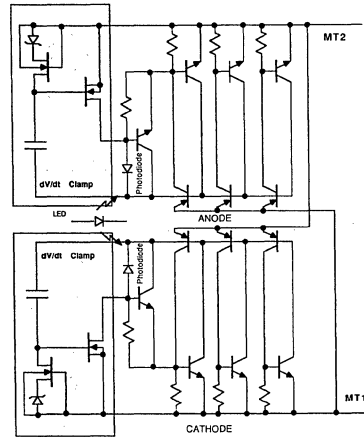 MT2
Photodiode
dV/dt Clamp
LED
ANODE
dV/dt Clamp
Photodiode
MT1
CATHODE